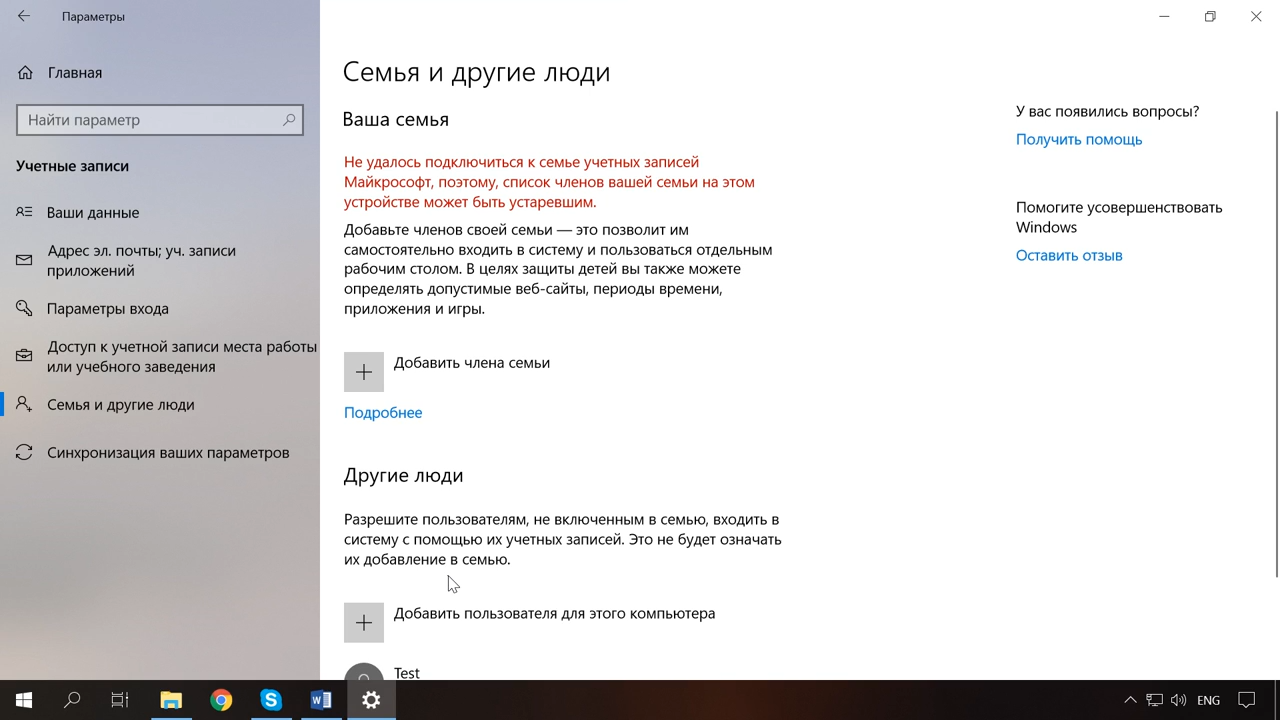 Параметры
Главная
Найти параметр
Учетные записи
Ваши данные
Адрес эл. почты; уч. записи
приложений
Параметры входа
Доступ к учетной записи места работы
или учебного заведения
Семья и другие люди
Синхронизация ваших параметров
Семья и другие люди
Ваша семья
Не удалось подключиться к семье учетных записей
Майкрософт, поэтому, список членов вашей семьи на этом
устройстве может быть устаревшим.
Добавьте членов своей семьи — это позволит им
самостоятельно входить в систему и пользоваться отдельным
рабочим столом. В целях защиты детей вы также можете
определять допустимые веб-сайты, периоды времени,
приложения и игры.
Добавить члена семьи
Подробнее
Другие люди
Разрешите пользователям, не включенным в семью, входить в
систему с помощью их учетных записей. Это не будет означать
их добавление в семью.
Добавить пользователя для этого компьютера
Test
У вас появились вопросы?
Получить помощь
Помогите усовершенствовать
Windows
Оставить отзыв
ENG